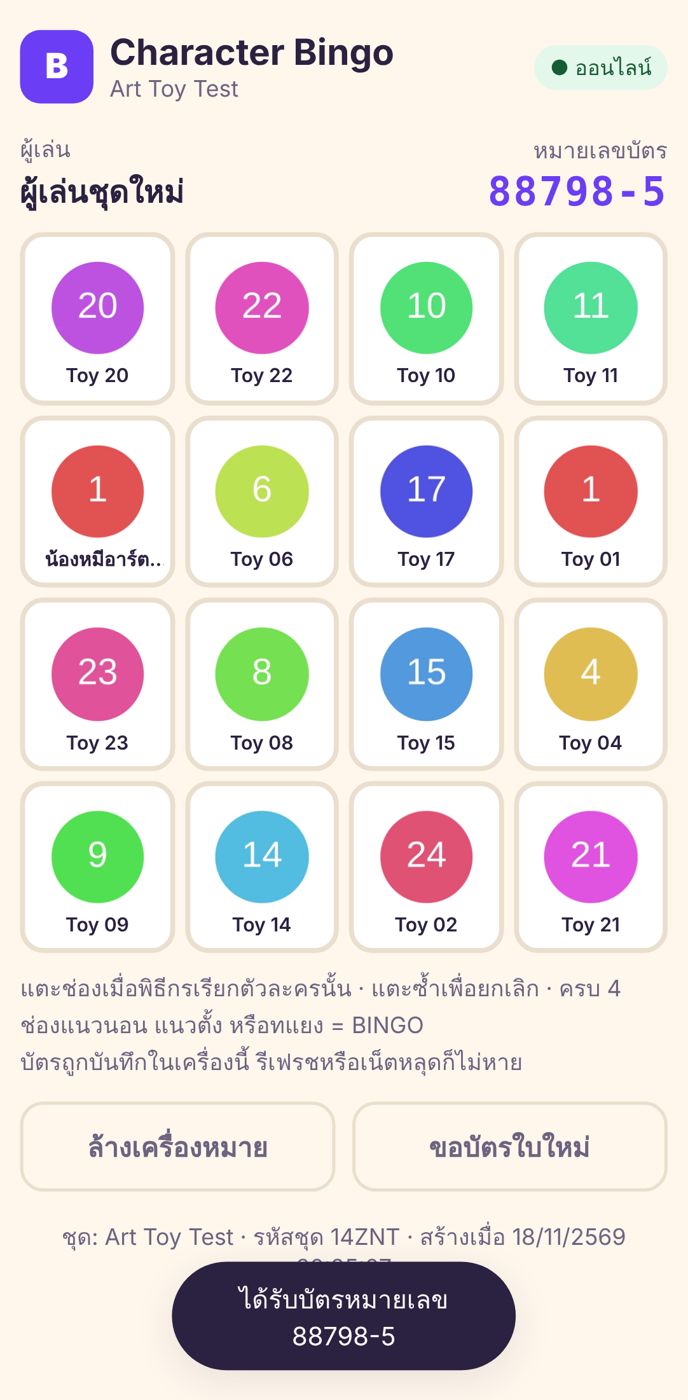 B
Character Bingo
Art Toy Test
ออนไลน์
ผู้เล่น
หมายเลขบัตร
ผู้เล่นชุดใหม่
88798-5
20
22
10
11
Toy 20
Toy 22
Toy 10
Toy 11
1
6
17
1
น้องหมีอาร์ต...
Toy 06
Toy 17
Toy 01
23
8
15
4
Toy 23
Toy 08
Toy 15
Toy 04
9
14
24
21
Toy 09
Toy 14
Toy 02
Toy 21
แตะช่องเมื่อพิธีกรเรียกตัวละครนั้น · แตะซ้ำเพื่อยกเลิก · ครบ 4
ช่องแนวนอน แนวตั้ง หรือทแยง = BINGO
บัตรถูกบันทึกในเครื่องนี้ รีเฟรชหรือเน็ตหลุดก็ไม่หาย
ล้างเครื่องหมาย
ขอบัตรใบใหม่
ชุด: Art Toy Test · รหัสชุด 14ZNT · สร้างเมื่อ 18/11/2569
ได้รับบัตรหมายเลข
88798-5